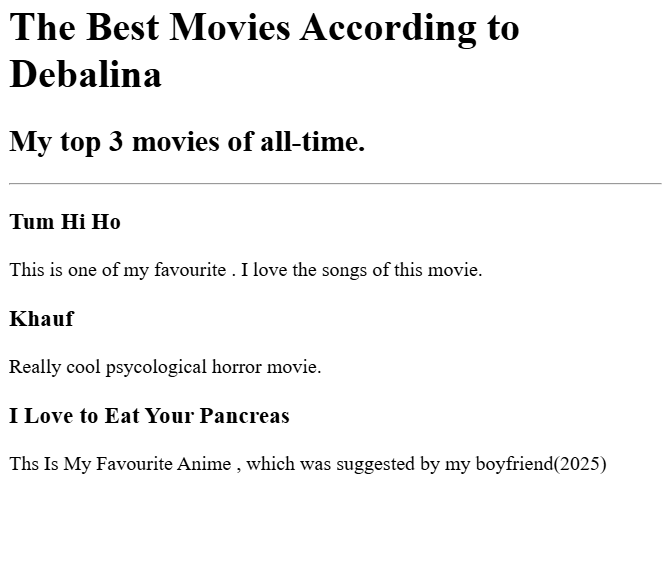 The Best Movies According to
Debalina
My top 3 movies of all-time.
Tum Hi Ho
This is one of my favourite . I love the songs of this movie.
Khauf
Really cool psycological horror movie.
I Love to Eat Your Pancreas
Ths Is My Favourite Anime , which was suggested by my boyfriend(2025)